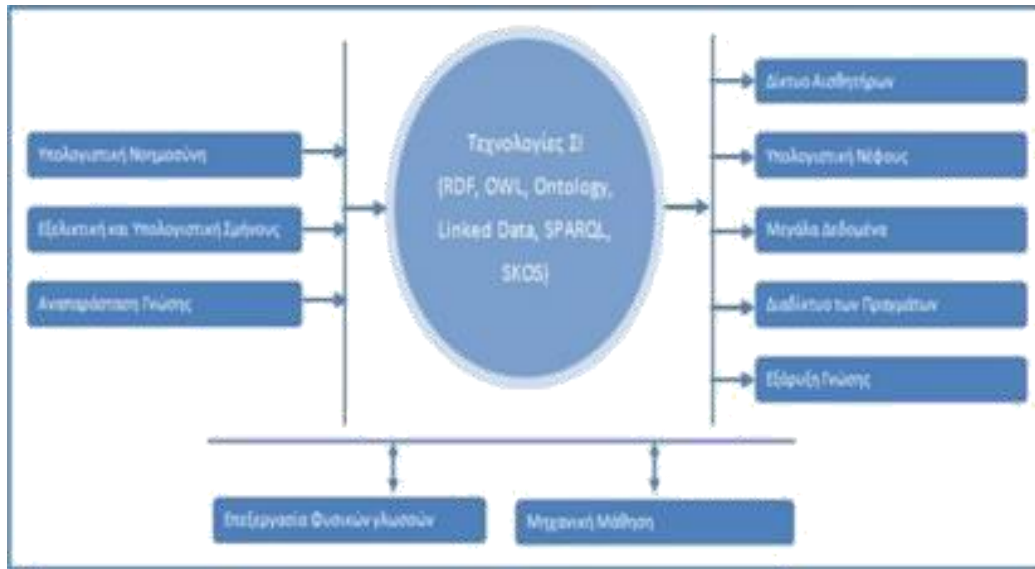 Υπολογιστική Νοημοσύνη
Εξελικτική και Υπολογιστική Σμήνους
Αναπαράσταση Γνώσης
Τεχνολογίες ΣΙ
(RDF, OWL, Ontology,
Linked Data, SPARQL,
SKOS)
Δίκτυο Αισθητήρων
Υπολογιστική Νέφους
Μεγάλα Δεδομένα
Διαδίκτυο των Πραγμάτων
Εξόρυξη Γνώσης
Επεξεργασία Φυσικών γλωσσών
Μηχανική Μάθηση